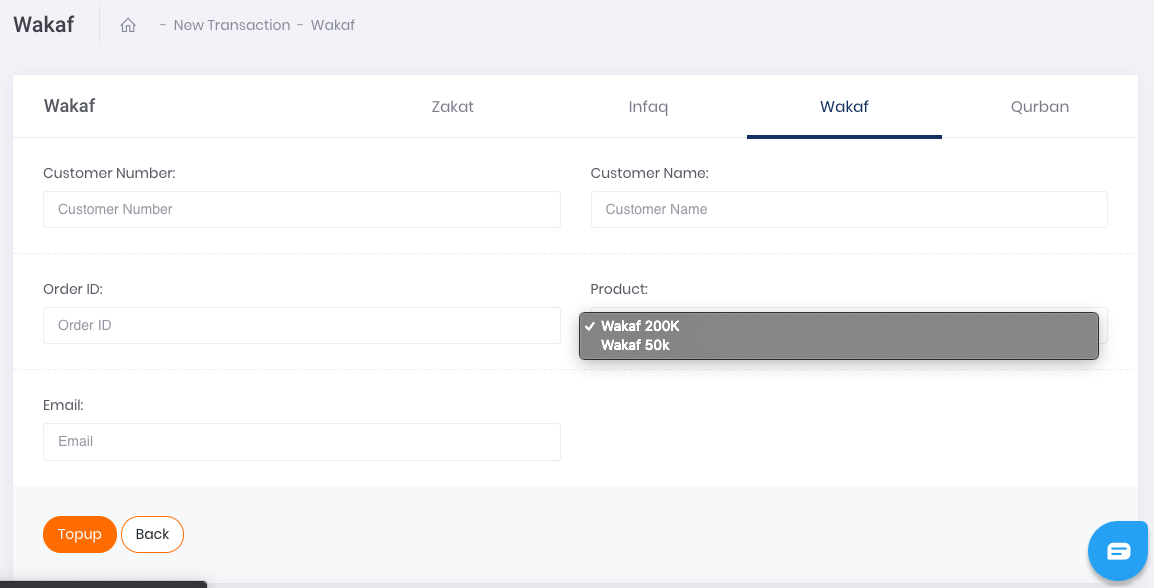 Wakaf
- New Transaction - Wakaf
Wakaf
Zakat
Infaq
Wakaf
Qurban
Customer Number:
Customer Name:
Customer Number
Customer Name
Order ID:
Product:
Order ID
✓ Wakaf 200K
Wakaf 50k
Email:
Email
Topup
Back